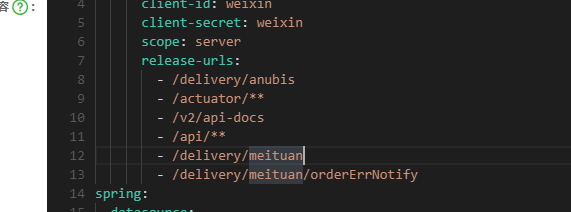 容?:
4 client-id: weixin
5 client-secret: weixin
6 scope: server
7 release-urls:
8 - /delivery/anubis
9 - /actuator/**
10 - /v2/api-docs
11 - /api/**
12 - /delivery/meituan
13 - /delivery/meituan/orderErrNotify
14 spring:
15 datasource: